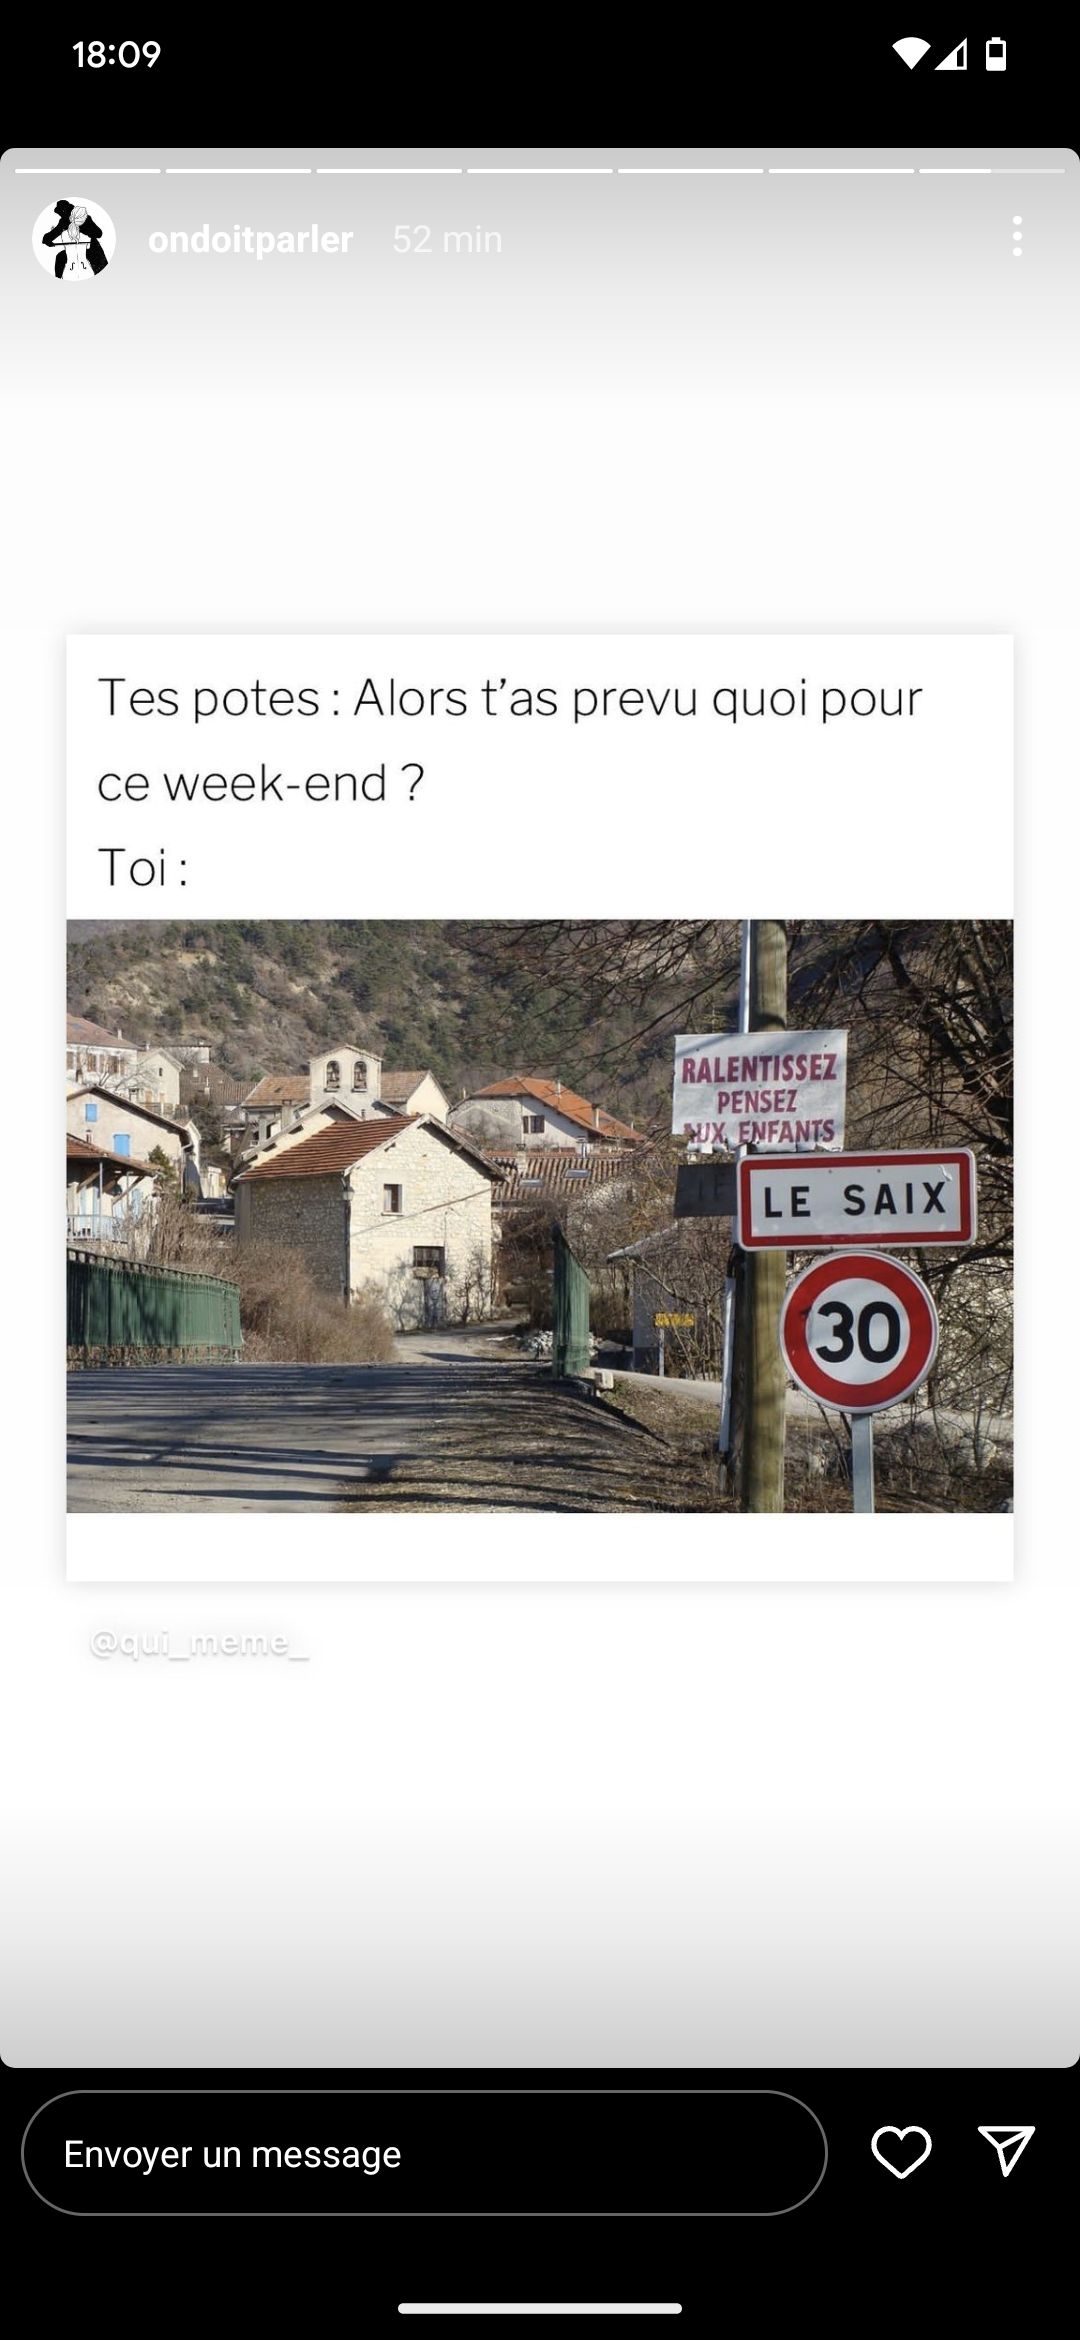 18:09
ondoitparler 52 min
Tes potes : Alors t’as prevu quoi pour
ce week-end ?
Toi :
RALENTISSEZ
PENSEZ
AUX ENFANTS
LE SAIX
30
@qui_meme_
Envoyer un message